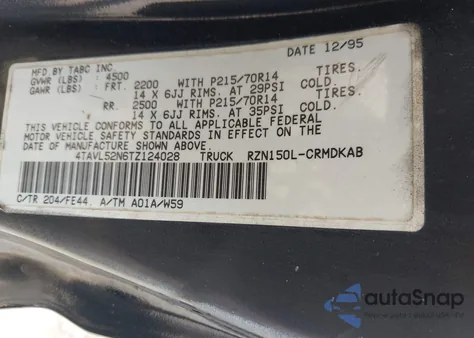 DATE 12/95
MFD.BY TABC INC.
GVWR (LBS): 4500
GAWR (LBS): FRT. 2200 WITH P215/70R14 TIRES.
14 X 6JJ RIMS. AT 29PSI COLD.
RR. 2500 WITH P215/70R14 TIRES.
14 X 6JJ RIMS. AT 35PSI COLD.
THIS VEHICLE CONFORMS TO ALL APPLICABLE FEDERAL
MOTOR VEHICLE SAFETY STANDARDS IN EFFECT ON THE
DATE OF MANUFACTURE SHOWN ABOVE.
4TAVL52N6TZ124028 TRUCK RZN150L-CRMDKAB
C/TR 204/FE44. A/TM A01A/W59
autoSnap